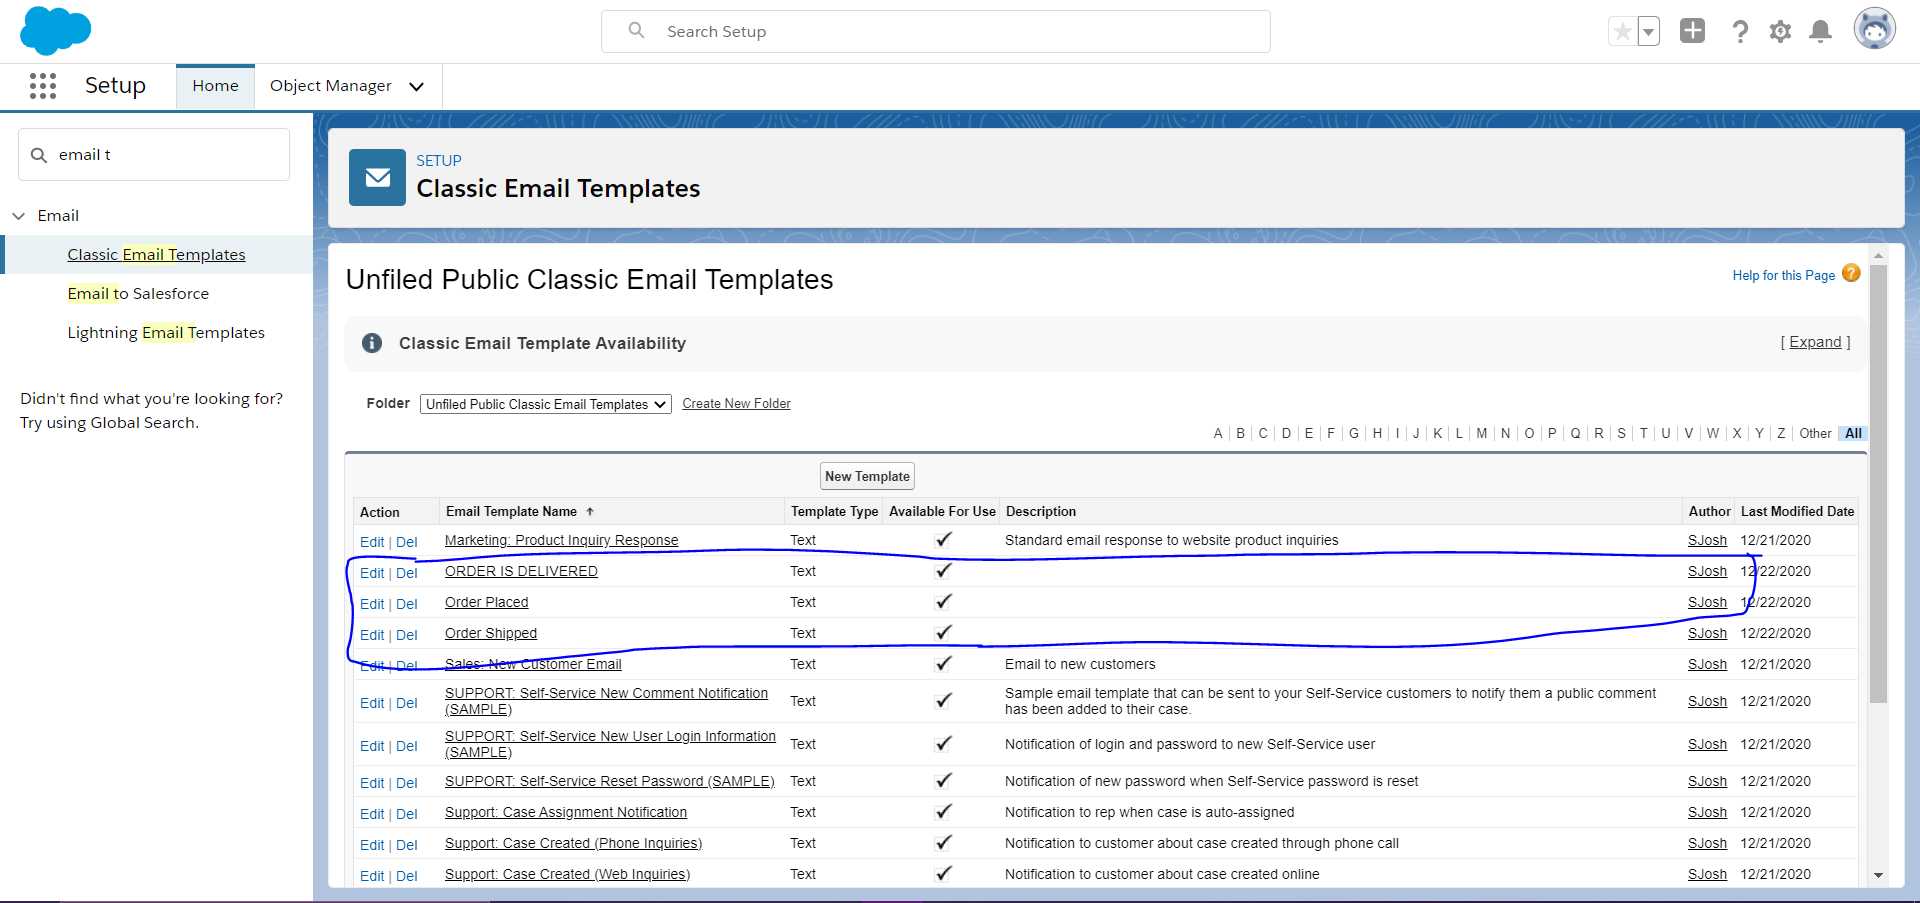 Search Setup
Setup
Home
Object Manager
email t
Email
Classic Email Templates
Email to Salesforce
Lightning Email Templates
Didn't find what you're looking for?
Try using Global Search.
SETUP
Classic Email Templates
Unfiled Public Classic Email Templates
Help for this Page ?
Classic Email Template Availability
[ Expand ]
Folder Unfiled Public Classic Email Templates Create New Folder
A | B | C | D | E | F | G | H | I | J | K | L | M | N | O | P | Q | R | S | T | U | V | W | X | Y | Z | Other | All
New Template
Action Email Template Name Template Type Available For Use Description Author Last Modified Date
Edit | Del Marketing: Product Inquiry Response Text Standard email response to website product inquiries SJosh 12/21/2020
Edit | Del ORDER IS DELIVERED Text SJosh 12/22/2020
Edit | Del Order Placed Text SJosh 12/22/2020
Edit | Del Order Shipped Text SJosh 12/22/2020
Edit | Del Sales: New Customer Email Text Email to new customers SJosh 12/21/2020
Edit | Del SUPPORT: Self-Service New Comment Notification (SAMPLE) Text Sample email template that can be sent to your Self-Service customers to notify them a public comment has been added to their case. SJosh 12/21/2020
Edit | Del SUPPORT: Self-Service New User Login Information (SAMPLE) Text Notification of login and password to new Self-Service user SJosh 12/21/2020
Edit | Del SUPPORT: Self-Service Reset Password (SAMPLE) Text Notification of new password when Self-Service password is reset SJosh 12/21/2020
Edit | Del Support: Case Assignment Notification Text Notification to rep when case is auto-assigned SJosh 12/21/2020
Edit | Del Support: Case Created (Phone Inquiries) Text Notification to customer about case created through phone call SJosh 12/21/2020
Edit | Del Support: Case Created (Web Inquiries) Text Notification to customer about case created online SJosh 12/21/2020